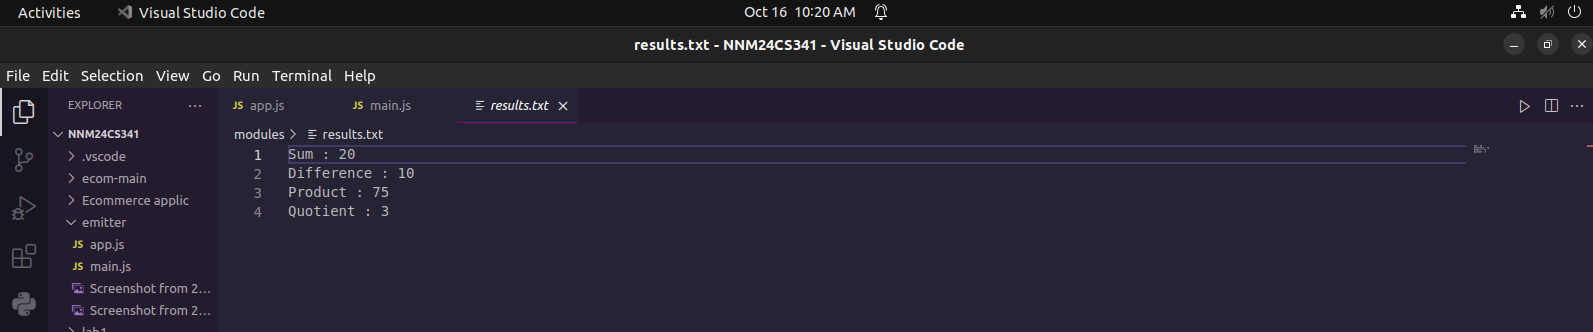 Activities Visual Studio Code Oct 16 10:20 AM
results.txt - NNM24CS341 - Visual Studio Code
File Edit Selection View Go Run Terminal Help
EXPLORER ···
JS app.js JS main.js results.txt
NNM24CS341
modules > results.txt
.vscode
ecom-main
Ecommerce applic
emitter
JS app.js
JS main.js
Screenshot from 2...
Screenshot from 2...
lab1
1 Sum : 20
2 Difference : 10
3 Product : 75
4 Quotient : 3